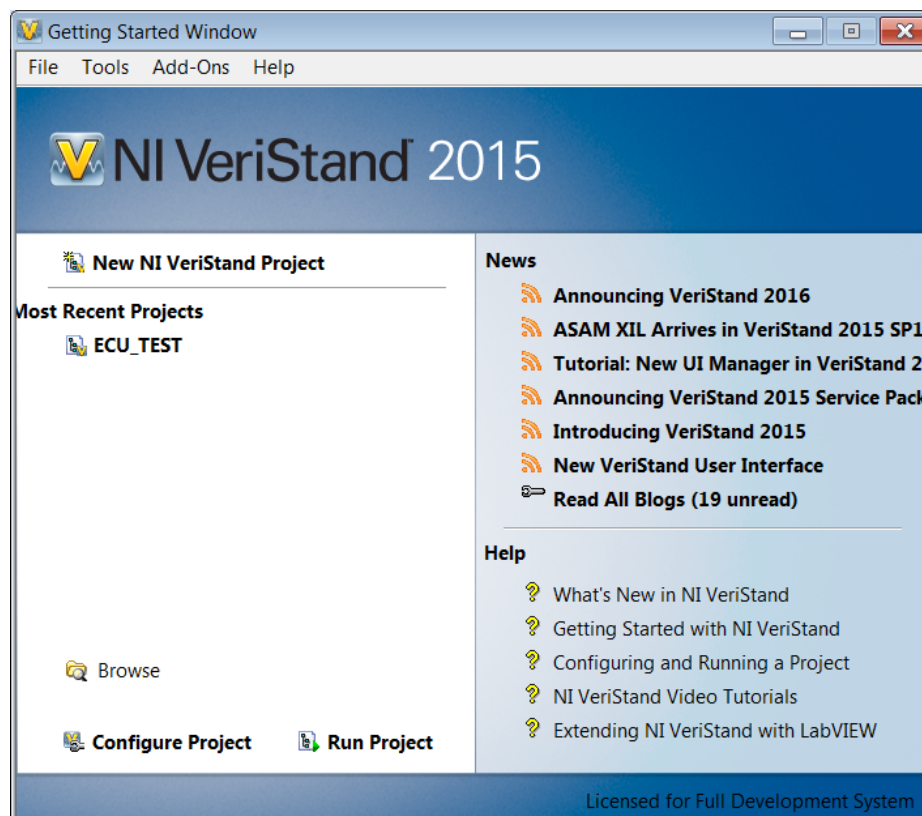 Getting Started Window
File Tools Add-Ons Help
NI VeriStand™ 2015
New NI VeriStand Project
Most Recent Projects
ECU_TEST
Browse
Configure Project Run Project
News
Announcing VeriStand 2016
ASAM XIL Arrives in VeriStand 2015 SP1
Tutorial: New UI Manager in VeriStand 2
Announcing VeriStand 2015 Service Pack
Introducing VeriStand 2015
New VeriStand User Interface
Read All Blogs (19 unread)
Help
What's New in NI VeriStand
Getting Started with NI VeriStand
Configuring and Running a Project
NI VeriStand Video Tutorials
Extending NI VeriStand with LabVIEW
Licensed for Full Development System